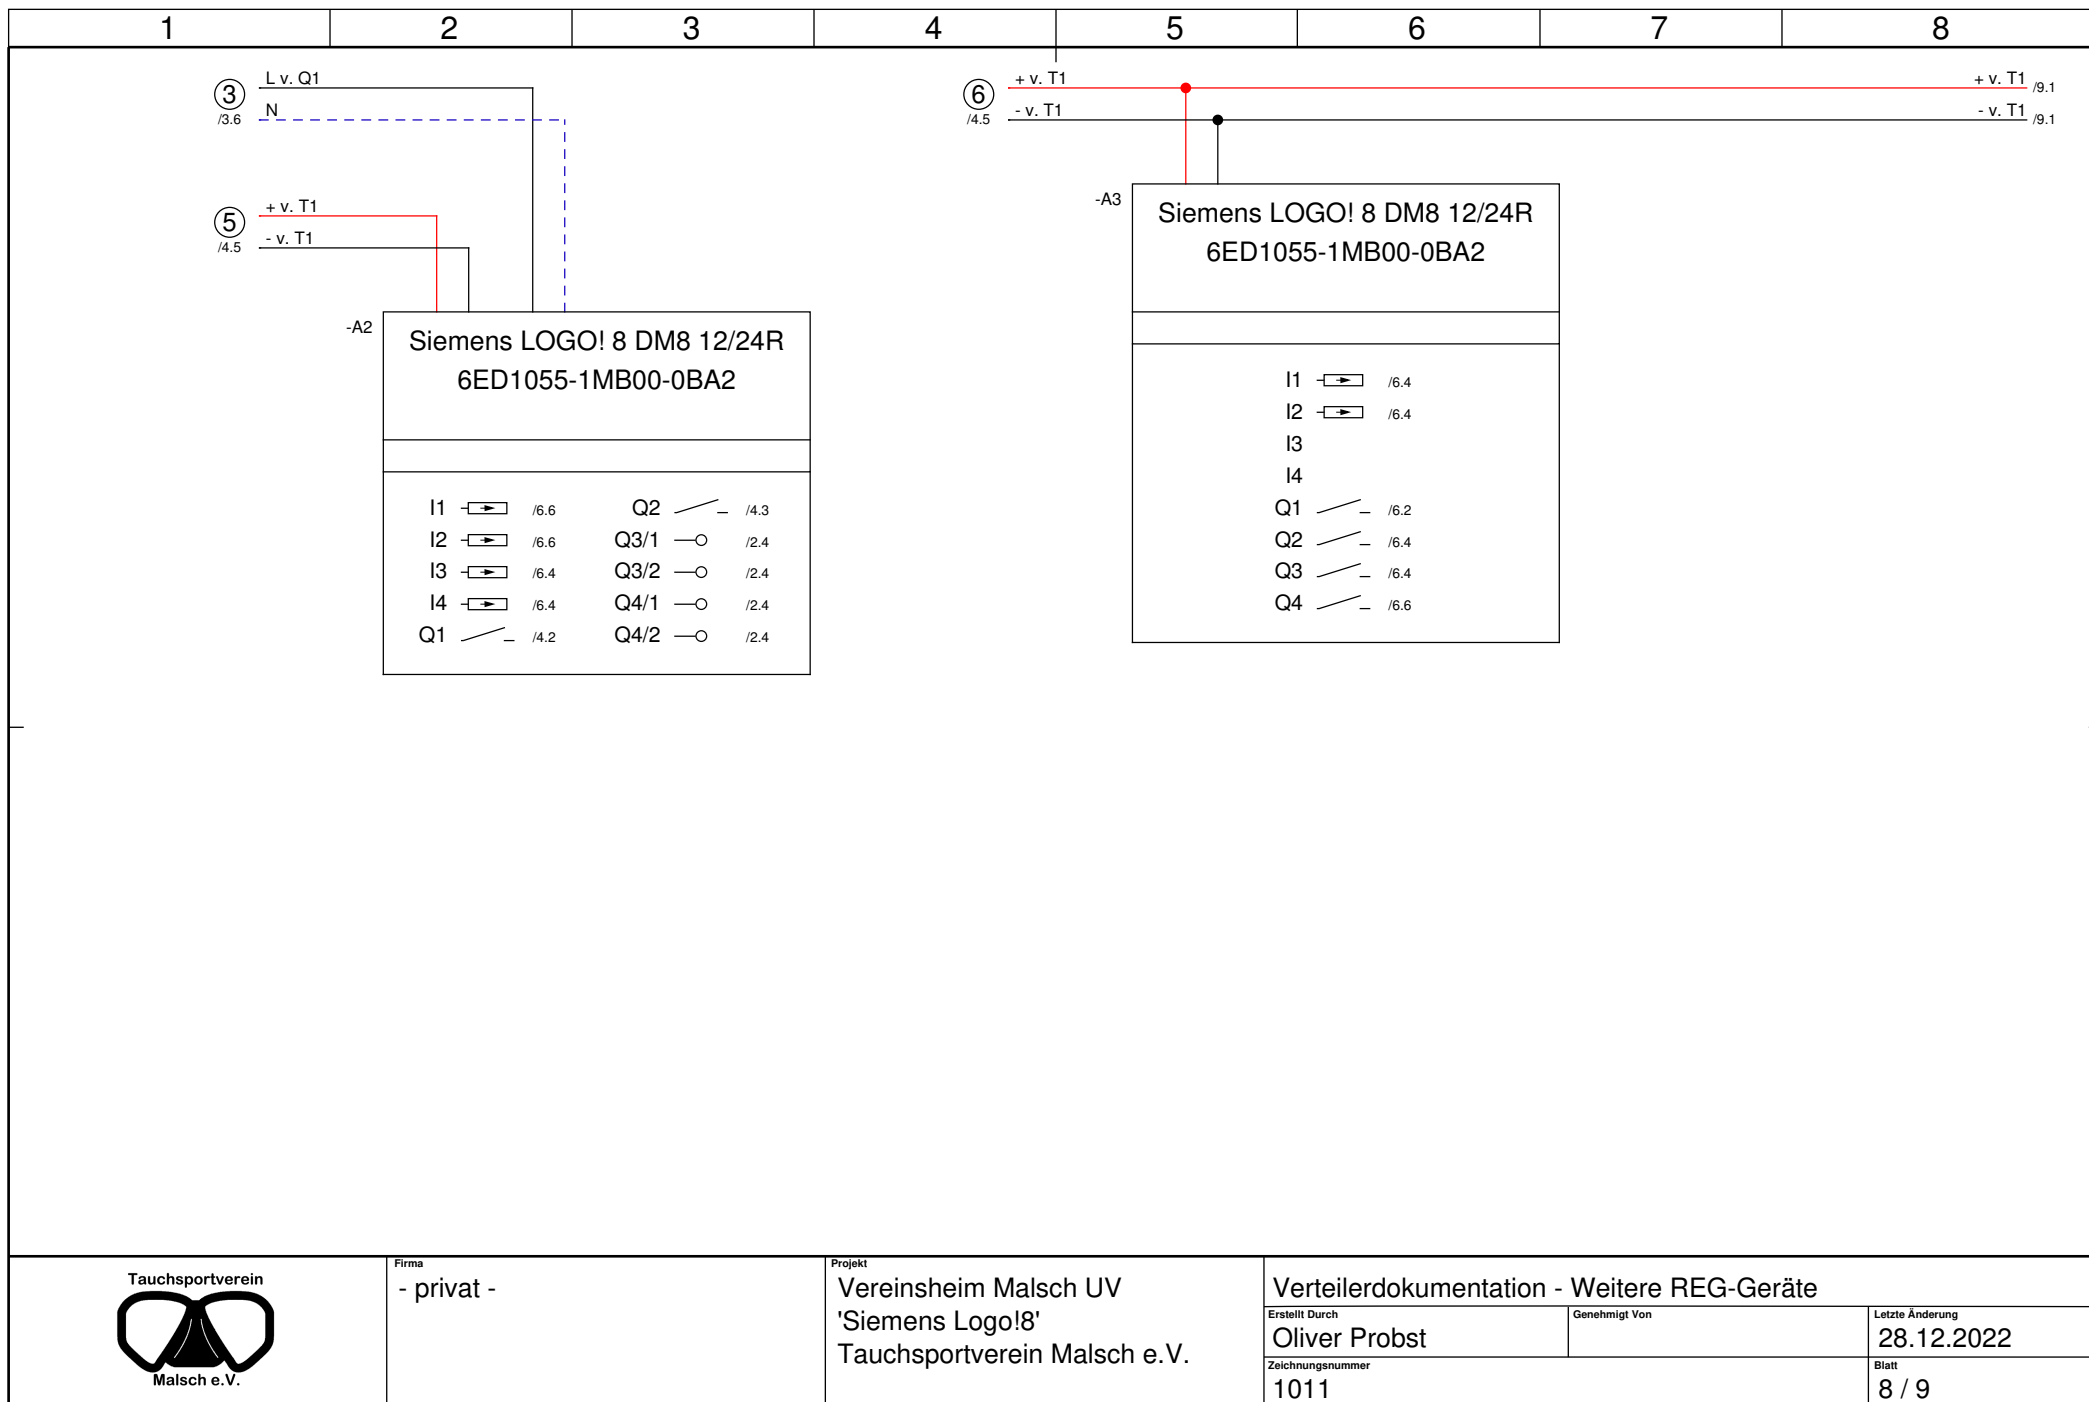 1 2 3 4 5 6 7 8
3
/3.6
L v. Q1
N
5
/4.5
+ v. T1
- v. T1
-A2
Siemens LOGO! 8 DM8 12/24R
6ED1055-1MB00-0BA2
I1 /6.6 Q2 /4.3
I2 /6.6 Q3/1 /2.4
I3 /6.4 Q3/2 /2.4
I4 /6.4 Q4/1 /2.4
Q1 /4.2 Q4/2 /2.4
6
/4.5
+ v. T1 + v. T1 /9.1
- v. T1 - v. T1 /9.1
-A3
Siemens LOGO! 8 DM8 12/24R
6ED1055-1MB00-0BA2
I1 /6.4
I2 /6.4
I3
I4
Q1 /6.2
Q2 /6.4
Q3 /6.4
Q4 /6.6
Tauchsportverein
Malsch e.V.
Firma
- privat -
Projekt
Vereinsheim Malsch UV
'Siemens Logo!8'
Tauchsportverein Malsch e.V.
Verteilerdokumentation - Weitere REG-Geräte
Erstellt Durch
Oliver Probst
Genehmigt Von
Letzte Änderung
28.12.2022
Zeichnungsnummer
1011
Blatt
8 / 9